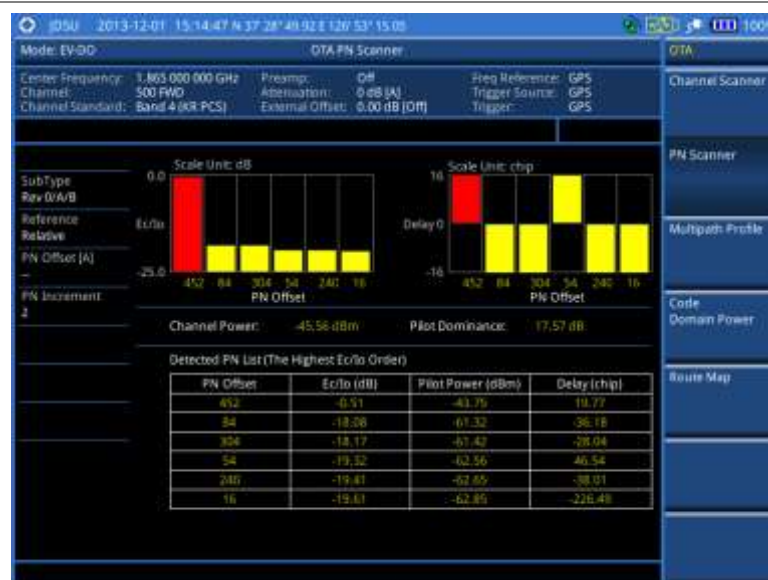 JDSU 2013-12-01 15:14:47 N 37° 28' 49.92 E 126° 53' 15.05 100%
Mode: EV-DO OTA PN Scanner OTA
Center Frequency: 1.865 000 000 GHz Preamp: Off Freq Reference: GPS
Channel: 500 FWD Attenuation: 0 dB [A] Trigger Source: GPS
Channel Standard: Band 4 (KR PCS) External Offset: 0.00 dB [Off] Trigger: GPS
Channel Scanner
PN Scanner
Multipath Profile
Code
Domain Power
Route Map
SubType
Rev 0/A/B
Reference
Relative
PN Offset [A]
--
PN Increment
2
Scale Unit: dB
0.0
Ec/Io
-25.0
452 84 304 54 240 16
PN Offset
Scale Unit: chip
16
Delay 0
-16
452 84 304 54 240 16
PN Offset
Channel Power: -45.56 dBm Pilot Dominance: 17.57 dB
Detected PN List (The Highest Ec/Io Order)
PN Offset Ec/Io (dB) Pilot Power (dBm) Delay (chip)
452 -0.51 -43.75 19.77
84 -18.08 -61.32 -36.18
304 -18.17 -61.42 -28.04
54 -19.32 -62.56 46.54
240 -19.41 -62.65 -38.01
16 -19.61 -62.85 -226.49